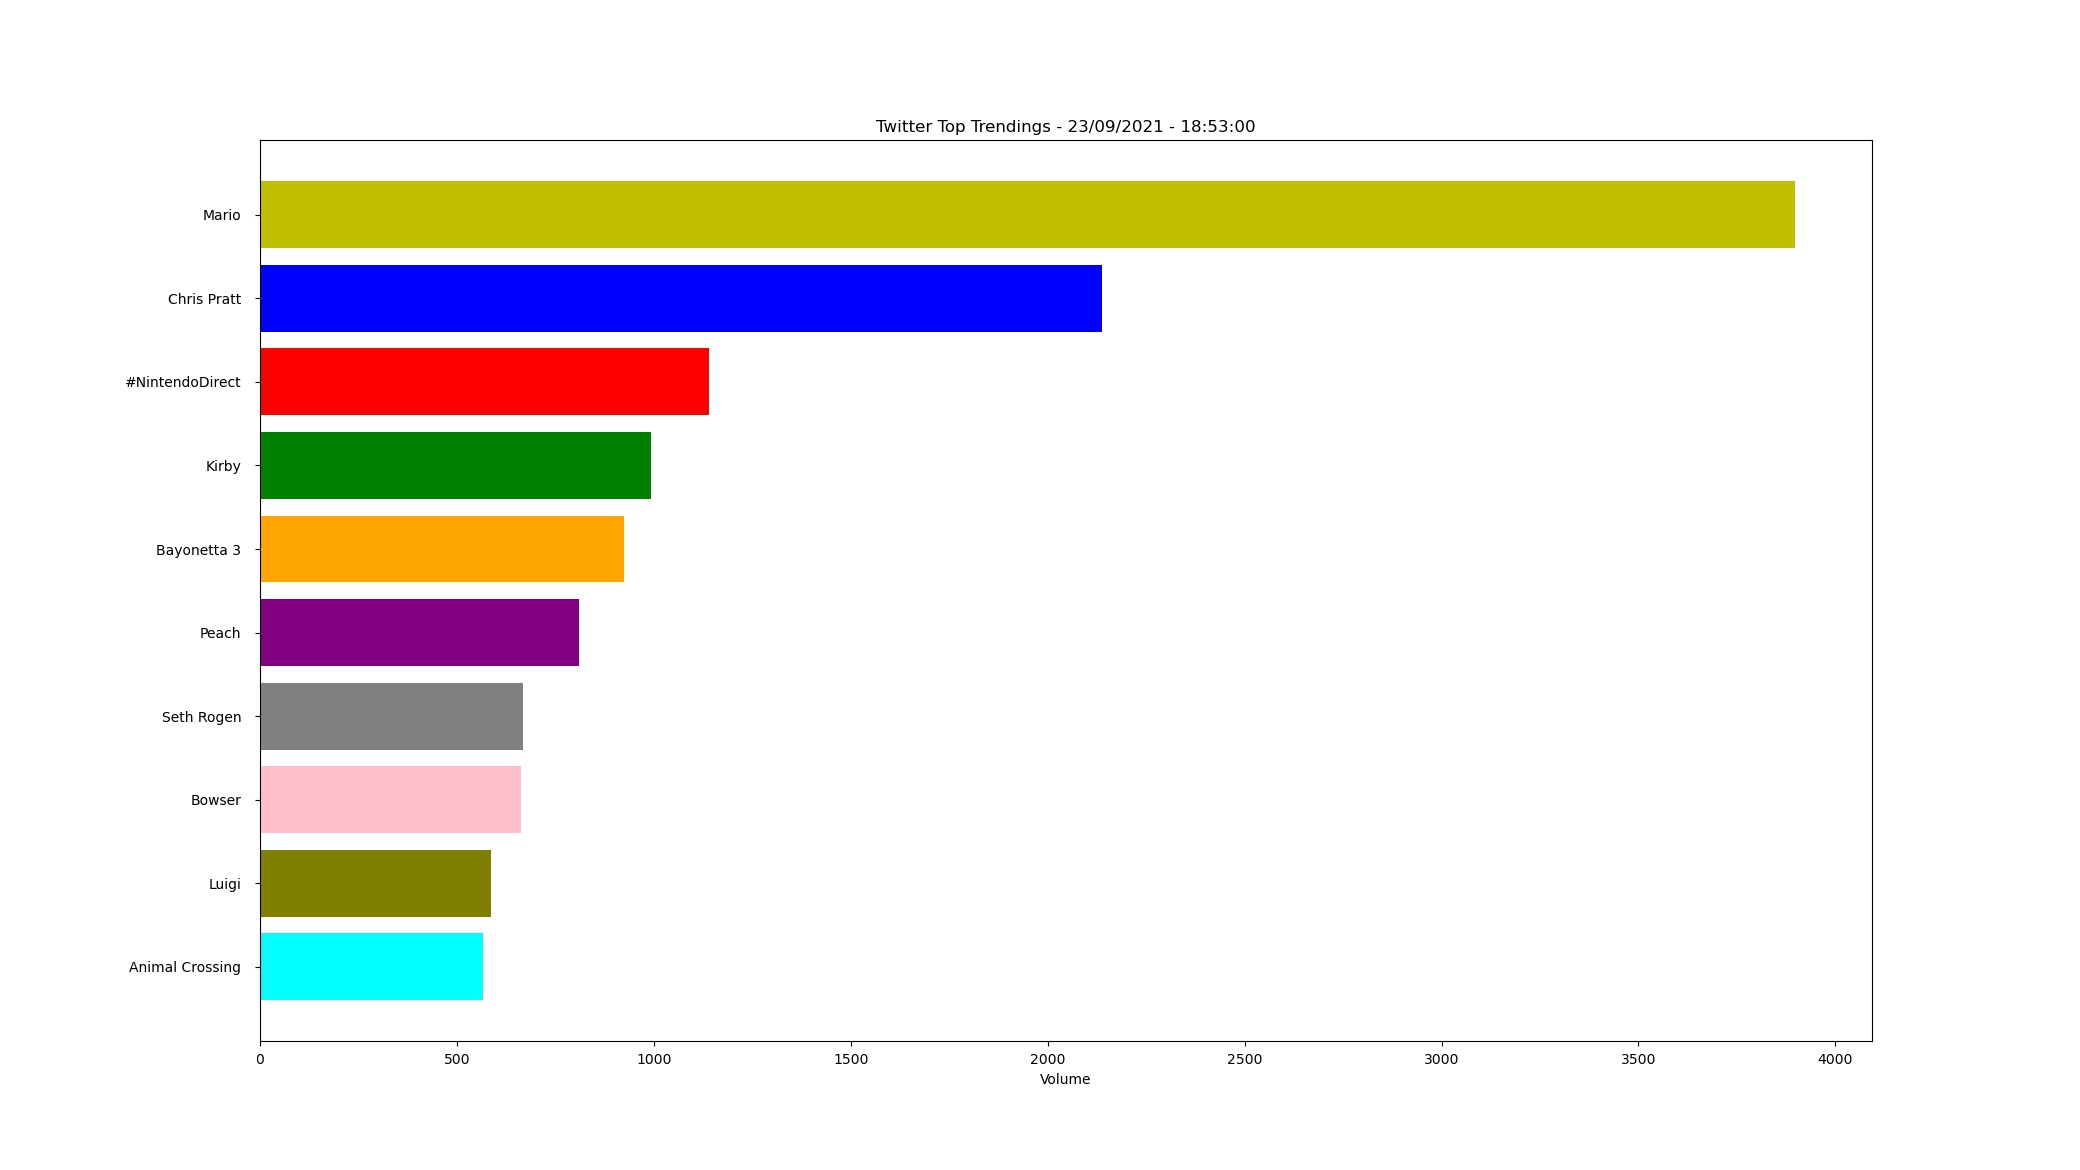 Twitter Top Trendings - 23/09/2021 - 18:53:00
Mario
Chris Pratt
#NintendoDirect
Kirby
Bayonetta 3
Peach
Seth Rogen
Bowser
Luigi
Animal Crossing
0 500 1000 1500 2000 2500 3000 3500 4000
Volume